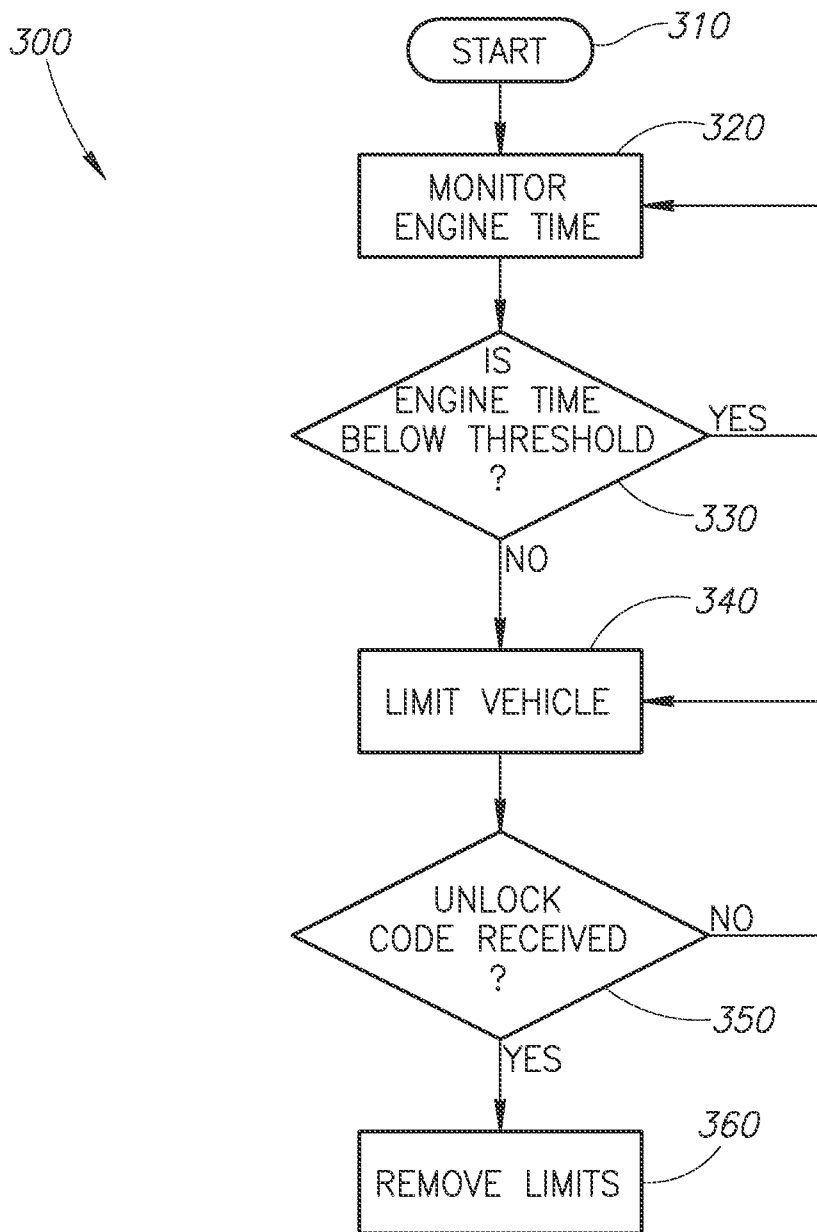 300
START
310
320
MONITOR
ENGINE TIME
IS
ENGINE TIME
BELOW THRESHOLD
?
YES
330
NO
340
LIMIT VEHICLE
UNLOCK
CODE RECEIVED
?
NO
350
YES
360
REMOVE LIMITS